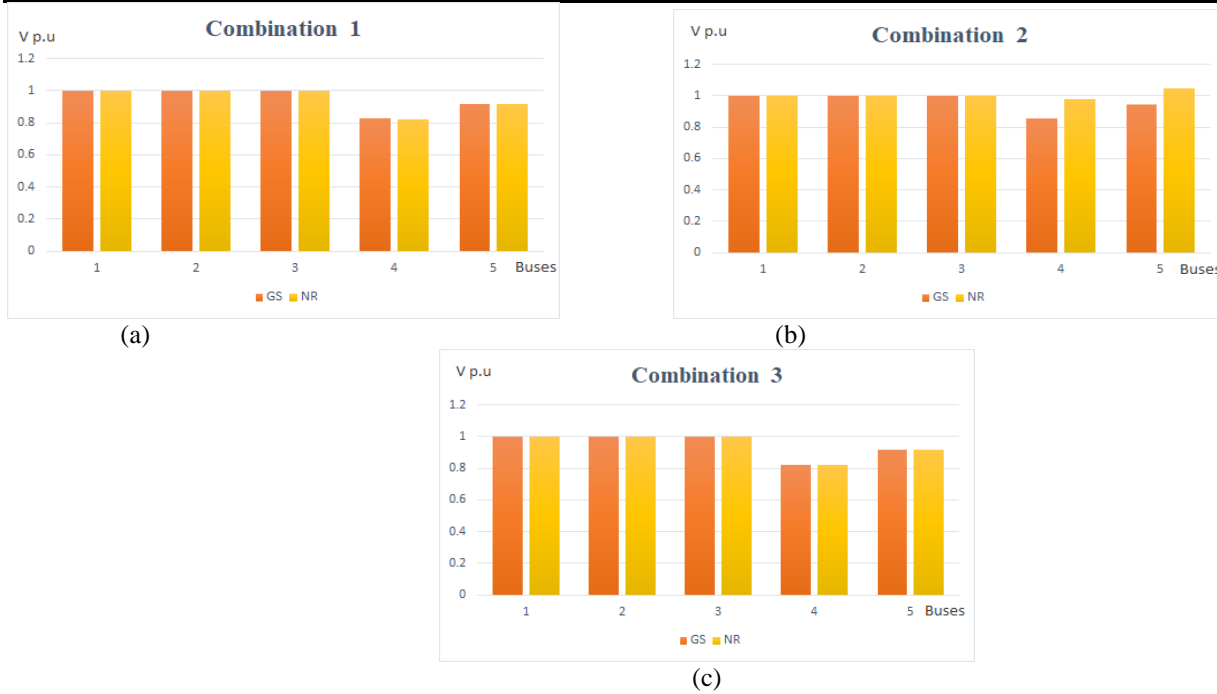 V p.u
Combination 1
1.2
1
0.8
0.6
0.4
0.2
0
1 2 3 4 5 Buses
GS NR
(a)
V p.u
Combination 2
1.2
1
0.8
0.6
0.4
0.2
0
1 2 3 4 5 Buses
GS NR
(b)
V p.u
Combination 3
1.2
1
0.8
0.6
0.4
0.2
0
1 2 3 4 5 Buses
GS NR
(c)